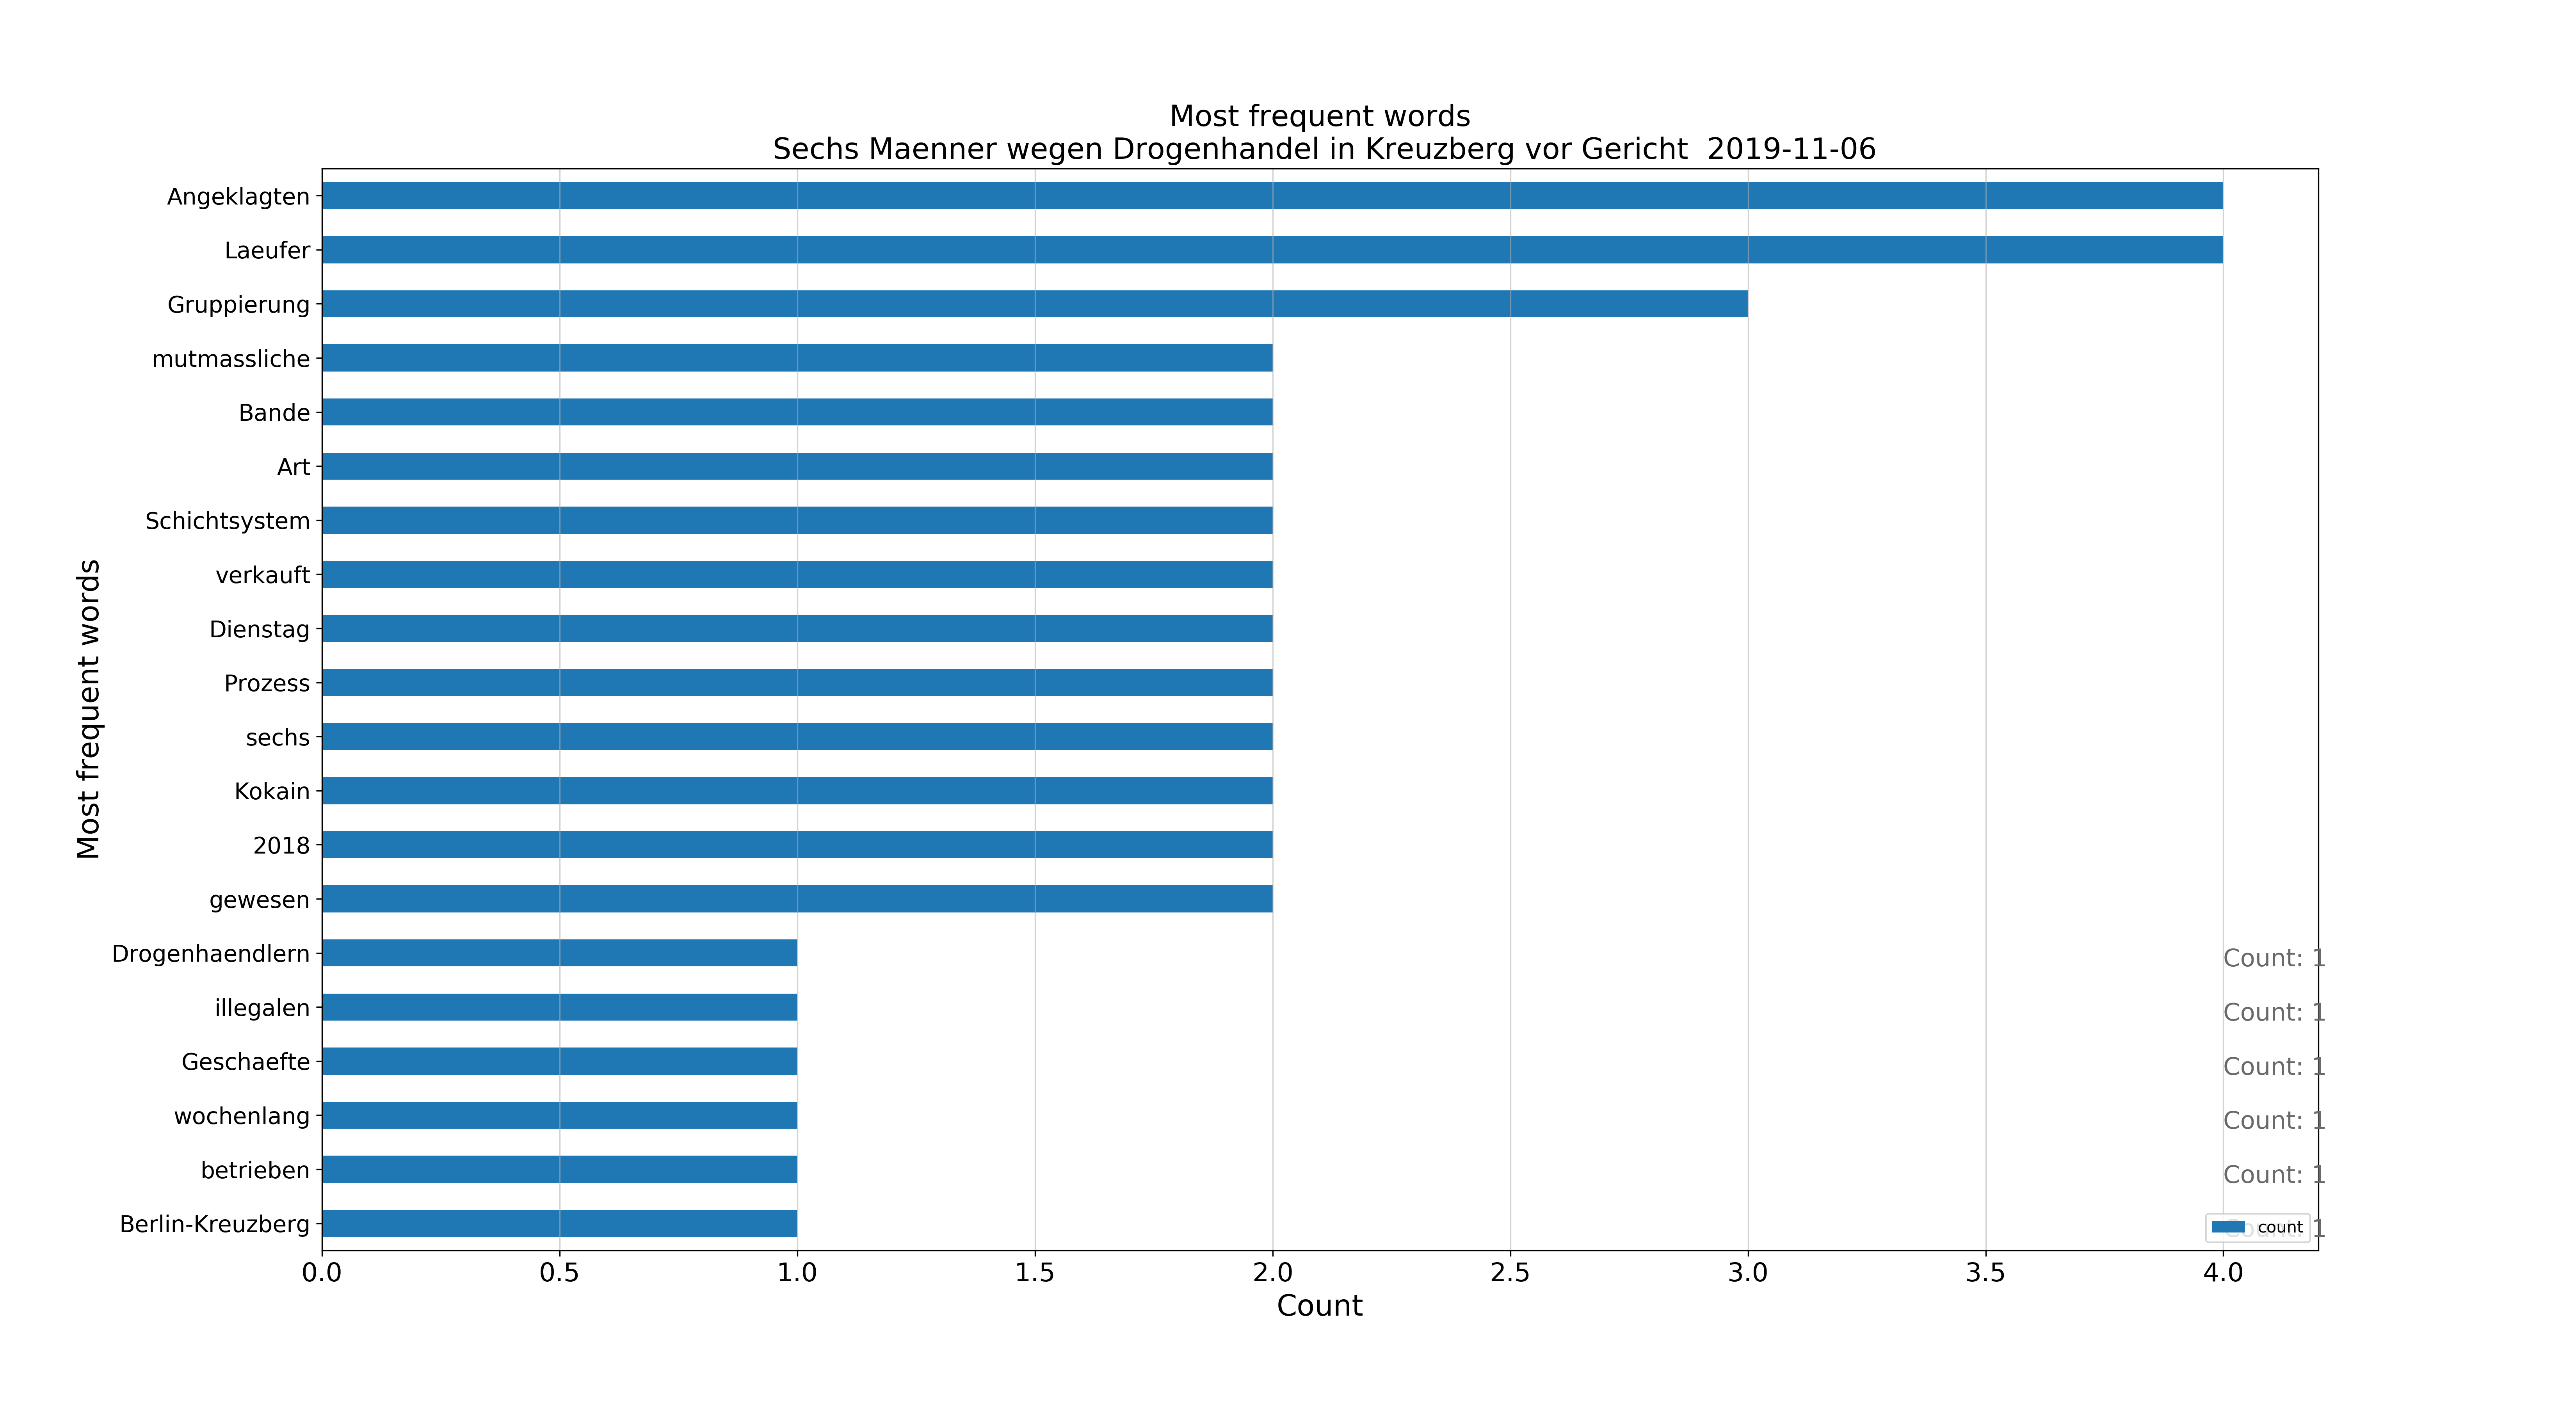 Most frequent words
Sechs Maenner wegen Drogenhandel in Kreuzberg vor Gericht  2019-11-06
Most frequent words
Angeklagten
Laeufer
Gruppierung
mutmassliche
Bande
Art
Schichtsystem
verkauft
Dienstag
Prozess
sechs
Kokain
2018
gewesen
Drogenhaendlern
Count: 1
illegalen
Count: 1
Geschaefte
Count: 1
wochenlang
Count: 1
betrieben
Count: 1
Berlin-Kreuzberg
Count: 1
count
0.0 0.5 1.0 1.5 2.0 2.5 3.0 3.5 4.0
Count